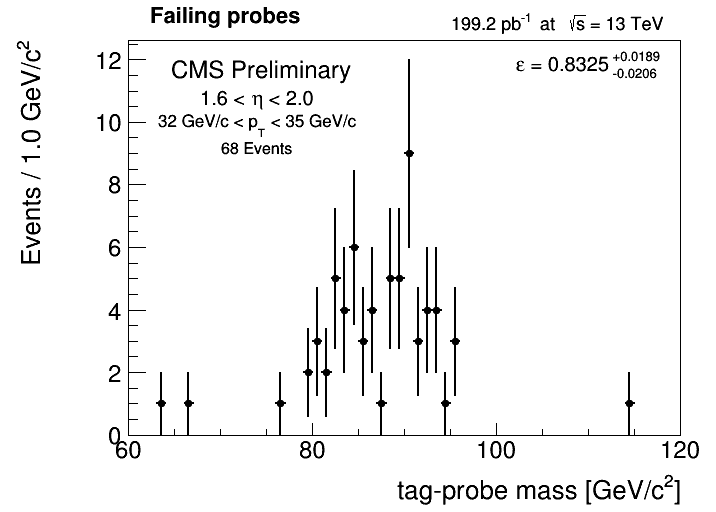 Failing probes
199.2 pb⁻¹ at √s = 13 TeV
CMS Preliminary
ε = 0.8325 +0.0189 -0.0206
1.6 < η < 2.0
32 GeV/c < p_T < 35 GeV/c
68 Events
Events / 1.0 GeV/c²
12
10
8
6
4
2
0
60 80 100 120
tag-probe mass [GeV/c²]